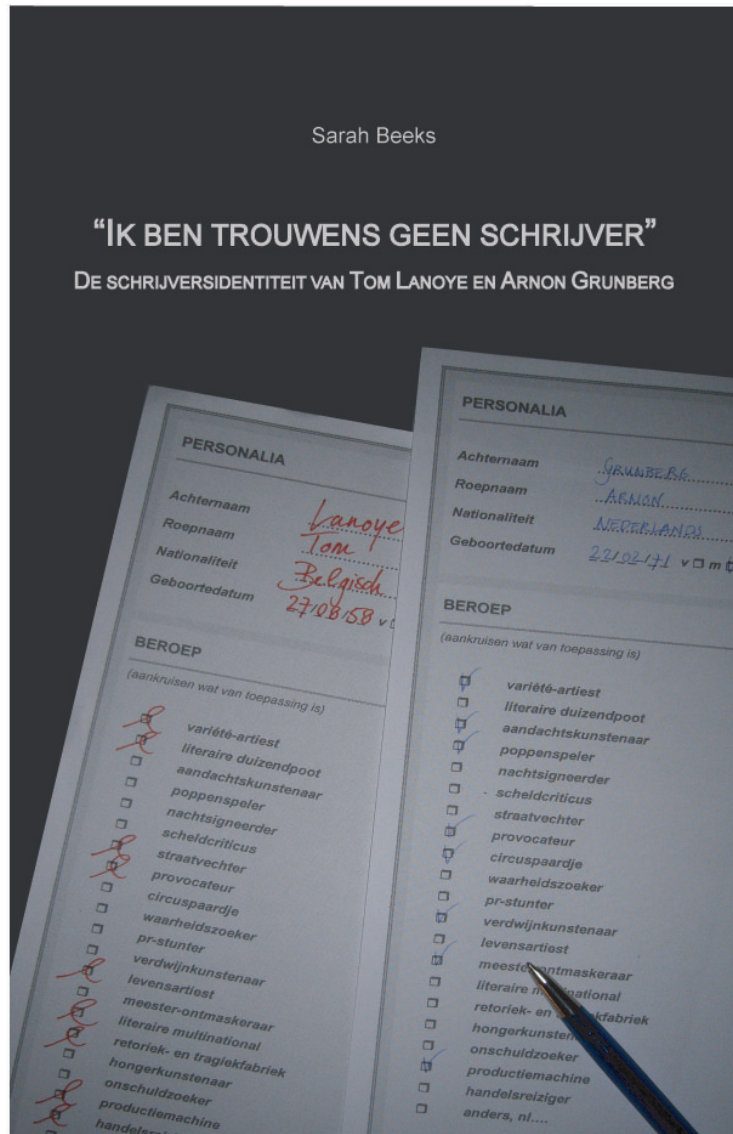 Sarah Beeks
“IK BEN TROUWENS GEEN SCHRIJVER”
DE SCHRIJVERSIDENTITEIT VAN TOM LANOYE EN ARNON GRUNBERG
PERSONALIA
Achternaam Lanoye
Roepnaam Tom
Nationaliteit Belgisch
Geboortedatum 27/08/58 v
BEROEP
(aankruisen wat van toepassing is)
variété-artiest
literaire duizendpoot
aandachtskunstenaar
poppenspeler
nachtsigneerder
scheldcriticus
straatvechter
provocateur
circuspaardje
waarheidszoeker
pr-stunter
verdwijnkunstenaar
levensartiest
meester-ontmaskeraar
literaire multinational
retoriek- en tragiekfabriek
hongerkunstenaar
onschuldzoeker
productiemachine
PERSONALIA
Achternaam GRUNBERG
Roepnaam ARNON
Nationaliteit NEDERLANDS
Geboortedatum 22/02/71 v m
BEROEP
(aankruisen wat van toepassing is)
variété-artiest
literaire duizendpoot
aandachtskunstenaar
poppenspeler
nachtsigneerder
scheldcriticus
straatvechter
provocateur
circuspaardje
waarheidszoeker
pr-stunter
verdwijnkunstenaar
levensartiest
meester-ontmaskeraar
literaire multinational
retoriek- en tragiekfabriek
hongerkunstenaar
onschuldzoeker
productiemachine
handelsreiziger
anders, nl....